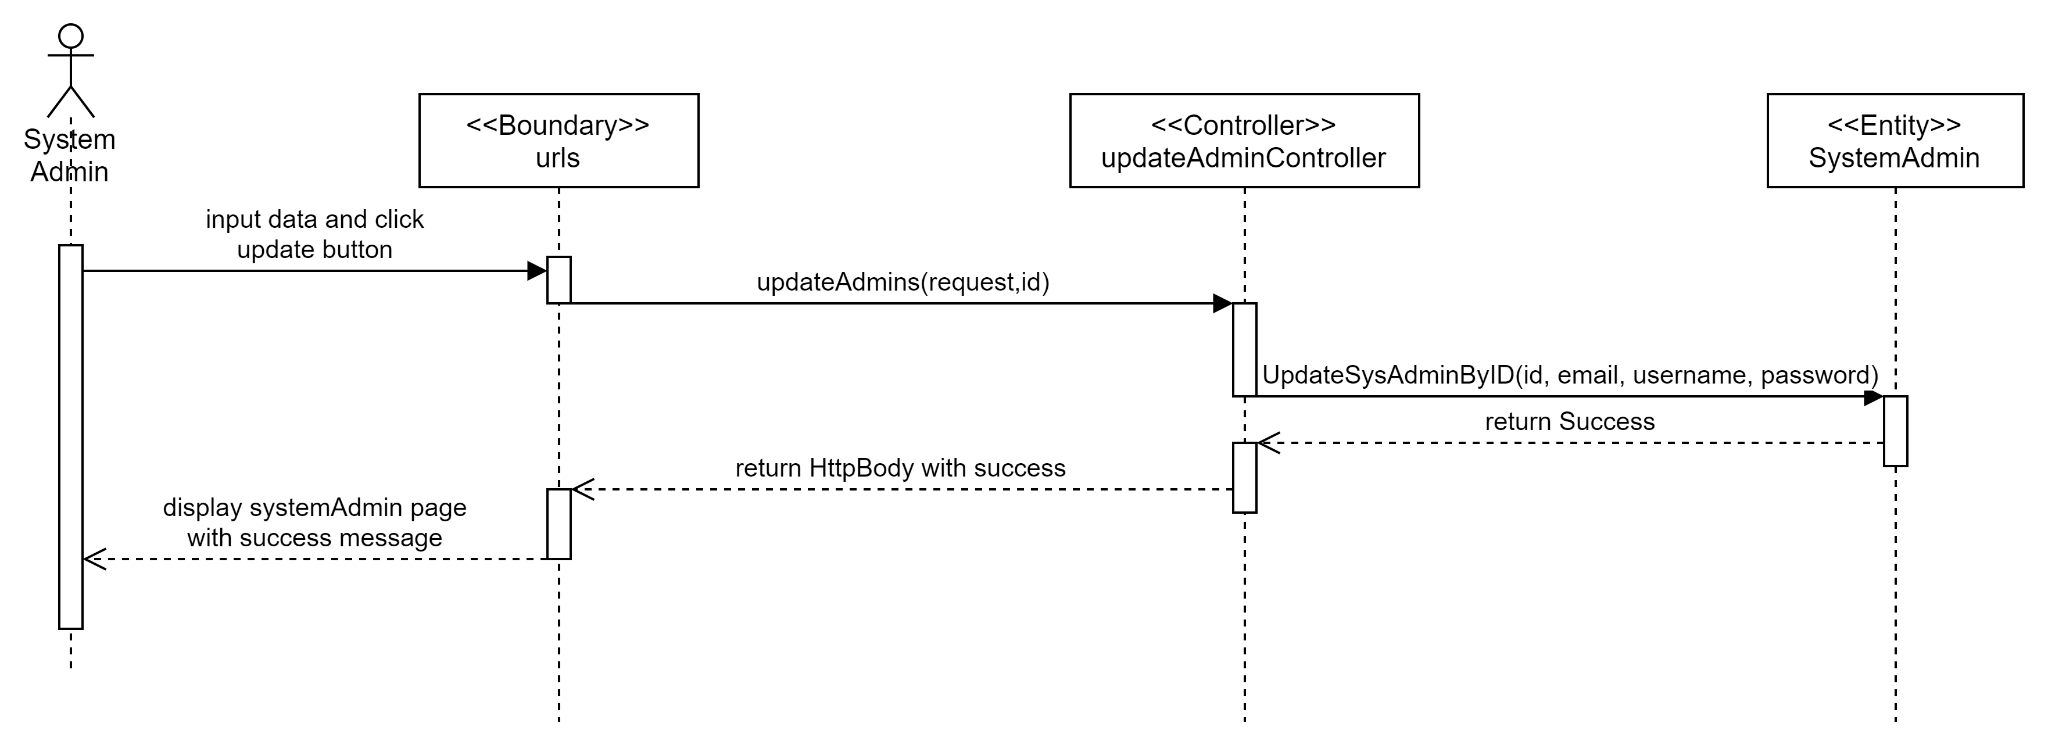 System
Admin
<<Boundary>>
urls
<<Controller>>
updateAdminController
<<Entity>>
SystemAdmin
input data and click
update button
updateAdmins(request,id)
UpdateSysAdminByID(id, email, username, password)
return Success
return HttpBody with success
display systemAdmin page
with success message